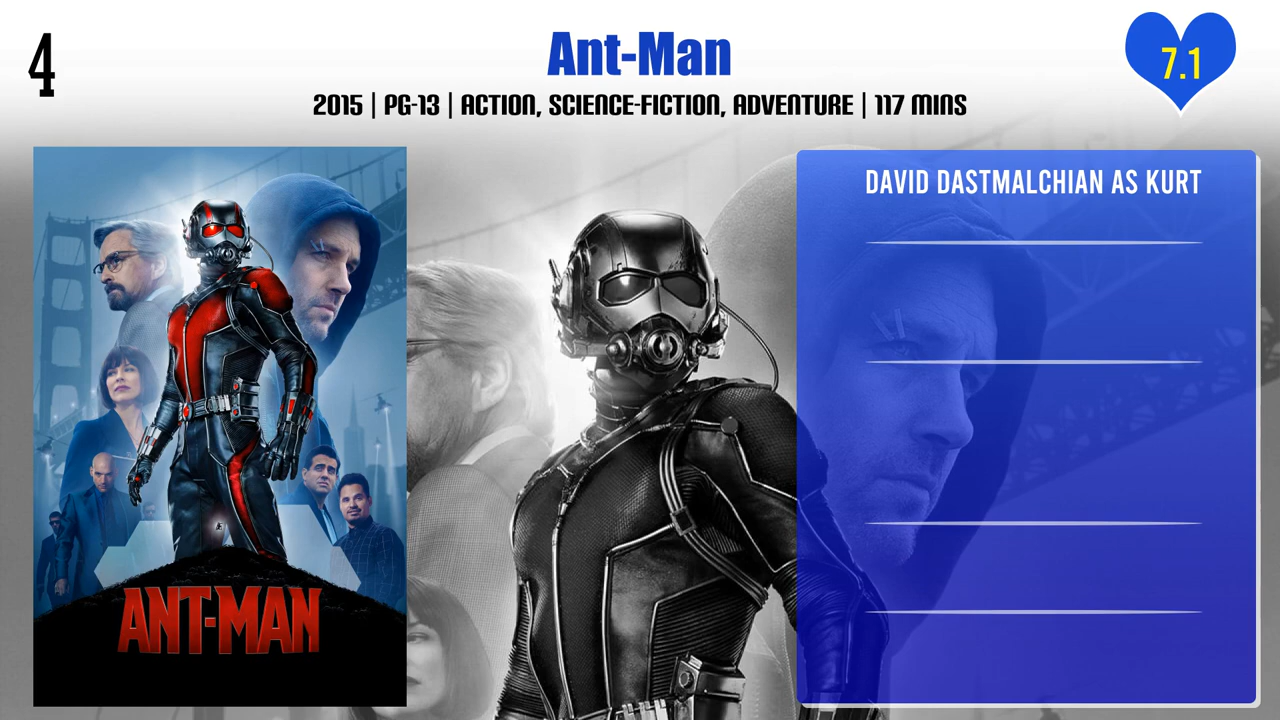 4
Ant-Man
7.1
2015 | PG-13 | ACTION, SCIENCE-FICTION, ADVENTURE | 117 MINS
DAVID DASTMALCHIAN AS KURT
ANT-MAN